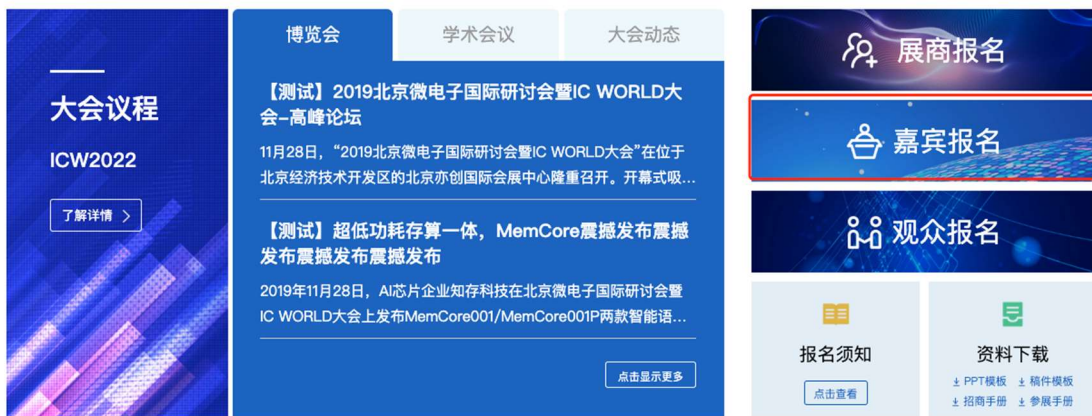 大会议程
ICW2022
了解详情 >
博览会
学术会议
大会动态
【测试】2019北京微电子国际研讨会暨IC WORLD大
会-高峰论坛
11月28日，“2019北京微电子国际研讨会暨IC WORLD大会”在位于
北京经济技术开发区的北京亦创国际会展中心隆重召开。开幕式吸...
【测试】超低功耗存算一体，MemCore震撼发布震撼
发布震撼发布震撼发布
2019年11月28日，AI芯片企业知存科技在北京微电子国际研讨会暨
IC WORLD大会上发布MemCore001/MemCore001P两款智能语...
点击显示更多
展商报名
嘉宾报名
观众报名
报名须知
点击查看
资料下载
PPT模板 稿件模板
招商手册 参展手册